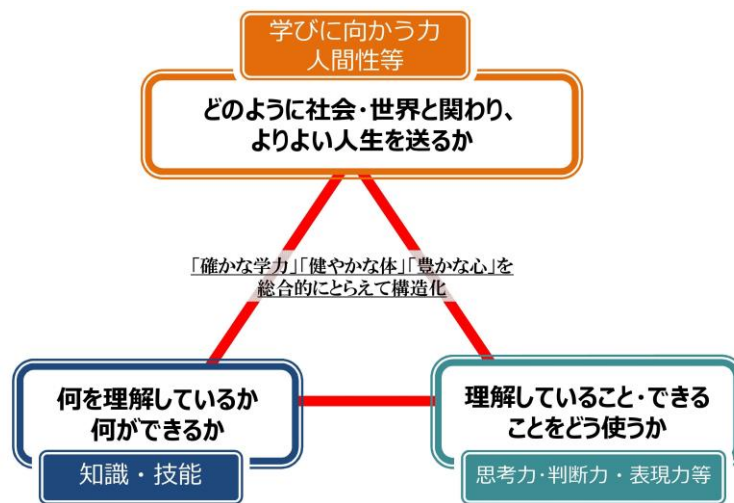 学びに向かう力
人間性等
どのように社会・世界と関わり、
よりよい人生を送るか
「確かな学力」「健やかな体」「豊かな心」を
総合的にとらえて構造化
何を理解しているか
何ができるか
知識・技能
理解していること・できる
ことをどう使うか
思考力・判断力・表現力等